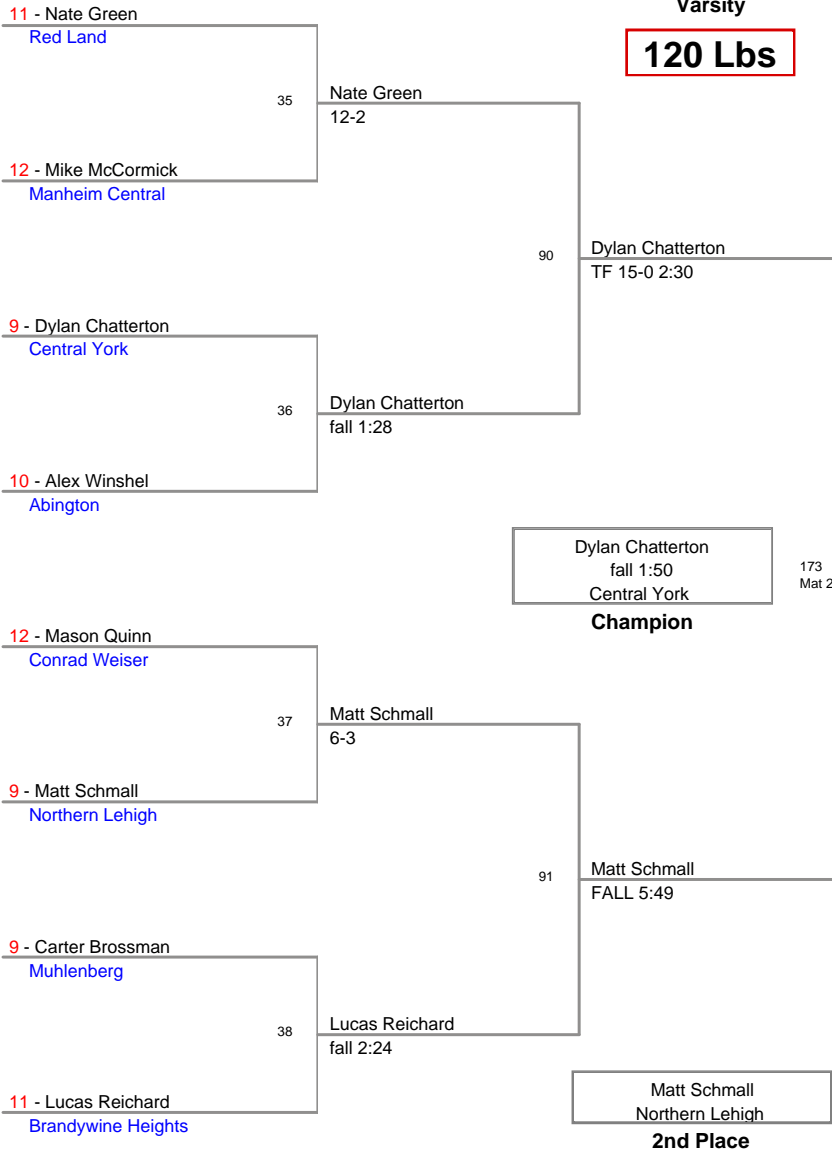 Varsity
120 Lbs
11 - Nate Green
Red Land
35
Nate Green
12-2
12 - Mike McCormick
Manheim Central
90
Dylan Chatterton
TF 15-0 2:30
9 - Dylan Chatterton
Central York
36
Dylan Chatterton
fall 1:28
10 - Alex Winshel
Abington
Dylan Chatterton
fall 1:50
Central York
Champion
173
Mat 2
12 - Mason Quinn
Conrad Weiser
37
Matt Schmall
6-3
9 - Matt Schmall
Northern Lehigh
91
Matt Schmall
FALL 5:49
9 - Carter Brossman
Muhlenberg
38
Lucas Reichard
fall 2:24
11 - Lucas Reichard
Brandywine Heights
Matt Schmall
Northern Lehigh
2nd Place